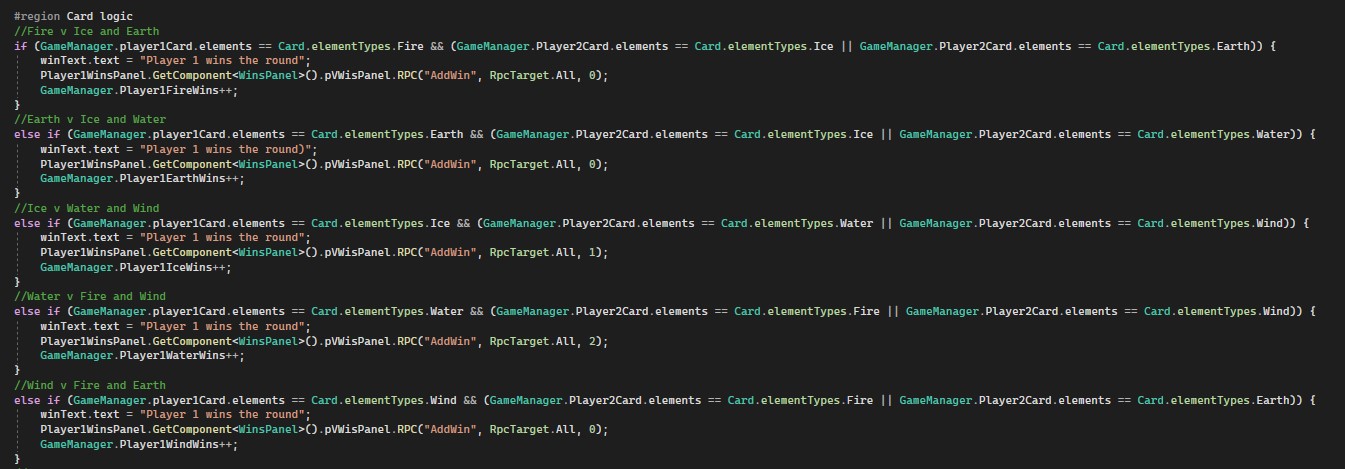 #region Card logic
//Fire v Ice and Earth
if (GameManager.player1Card.elements == Card.elementTypes.Fire && (GameManager.Player2Card.elements == Card.elementTypes.Ice || GameManager.Player2Card.elements == Card.elementTypes.Earth)) {
winText.text = "Player 1 wins the round";
Player1WinsPanel.GetComponent<WinsPanel>().pVWisPanel.RPC("AddWin", RpcTarget.All, 0);
GameManager.Player1FireWins++;
}
//Earth v Ice and Water
else if (GameManager.player1Card.elements == Card.elementTypes.Earth && (GameManager.Player2Card.elements == Card.elementTypes.Ice || GameManager.Player2Card.elements == Card.elementTypes.Water)) {
winText.text = "Player 1 wins the round)";
Player1WinsPanel.GetComponent<WinsPanel>().pVWisPanel.RPC("AddWin", RpcTarget.All, 0);
GameManager.Player1EarthWins++;
}
//Ice v Water and Wind
else if (GameManager.player1Card.elements == Card.elementTypes.Ice && (GameManager.Player2Card.elements == Card.elementTypes.Water || GameManager.Player2Card.elements == Card.elementTypes.Wind)) {
winText.text = "Player 1 wins the round";
Player1WinsPanel.GetComponent<WinsPanel>().pVWisPanel.RPC("AddWin", RpcTarget.All, 1);
GameManager.Player1IceWins++;
}
//Water v Fire and Wind
else if (GameManager.player1Card.elements == Card.elementTypes.Water && (GameManager.Player2Card.elements == Card.elementTypes.Fire || GameManager.Player2Card.elements == Card.elementTypes.Wind)) {
winText.text = "Player 1 wins the round";
Player1WinsPanel.GetComponent<WinsPanel>().pVWisPanel.RPC("AddWin", RpcTarget.All, 2);
GameManager.Player1WaterWins++;
}
//Wind v Fire and Earth
else if (GameManager.player1Card.elements == Card.elementTypes.Wind && (GameManager.Player2Card.elements == Card.elementTypes.Fire || GameManager.Player2Card.elements == Card.elementTypes.Earth)) {
winText.text = "Player 1 wins the round";
Player1WinsPanel.GetComponent<WinsPanel>().pVWisPanel.RPC("AddWin", RpcTarget.All, 0);
GameManager.Player1WindWins++;
}